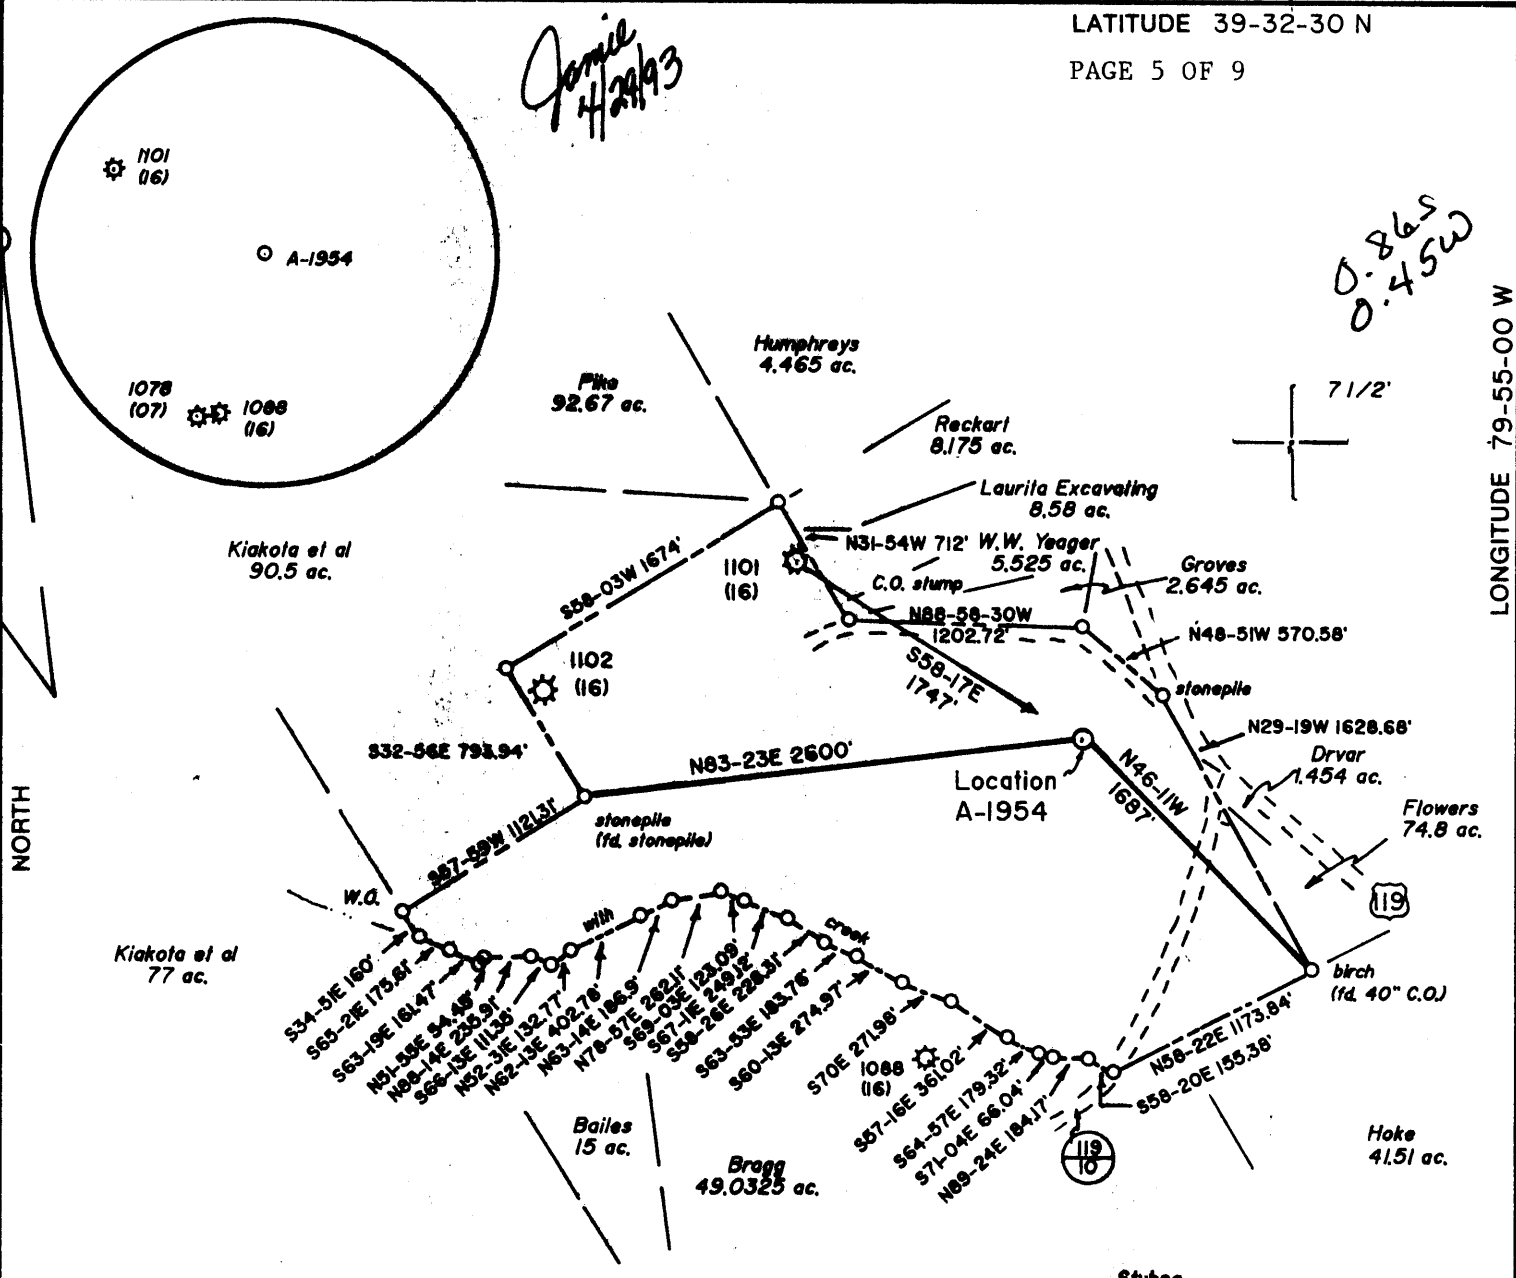 LATITUDE 39-32-30 N
PAGE 5 OF 9
Jamie
4/29/93
1101
(16)
A-1954
1078
(07)
1088
(16)
0.86S
0.45W
LONGITUDE 79-55-00 W
7 1/2'
Humphreys
4.465 ac.
Pike
92.67 ac.
Reckart
8.175 ac.
Laurita Excavating
8.58 ac.
Kiakota et al
90.5 ac.
N31-54W 712'
W.W. Yeager
5.525 ac.
Groves
2.645 ac.
1101
(16)
C.O. stump
S58-03W 1674'
N88-58-30W
1202.72'
N48-51W 570.58'
1102
(16)
S58-17E
1747'
stonepile
N29-19W 1628.68'
S32-56E 793.94'
N83-23E 2600'
Drvar
1.454 ac.
Location
A-1954
N46-11W
1687'
Flowers
74.8 ac.
NORTH
stonepile
(fd. stonepile)
S67-59W 1121.31'
W.O.
119
with
creek
Kiakota et al
77 ac.
birch
(fd. 40" C.O.)
S34-51E 160'
S65-21E 175.61'
S63-19E 161.47'
N51-55E 54.45'
N88-14E 235.91'
S66-13E 111.35'
N52-31E 132.77'
N62-13E 402.78'
N63-14E 186.9'
N78-57E 262.11'
S69-03E 123.09'
S67-11E 249.12'
S58-26E 228.31'
S63-53E 183.76'
S60-13E 274.97'
S70E 271.98'
1088
(16)
S57-16E 361.02'
S64-57E 179.32'
S71-04E 66.04'
N89-24E 184.17'
N58-22E 1173.84'
S58-20E 155.38'
119
10
Bailes
15 ac.
Bragg
49.0325 ac.
Hoke
41.51 ac.